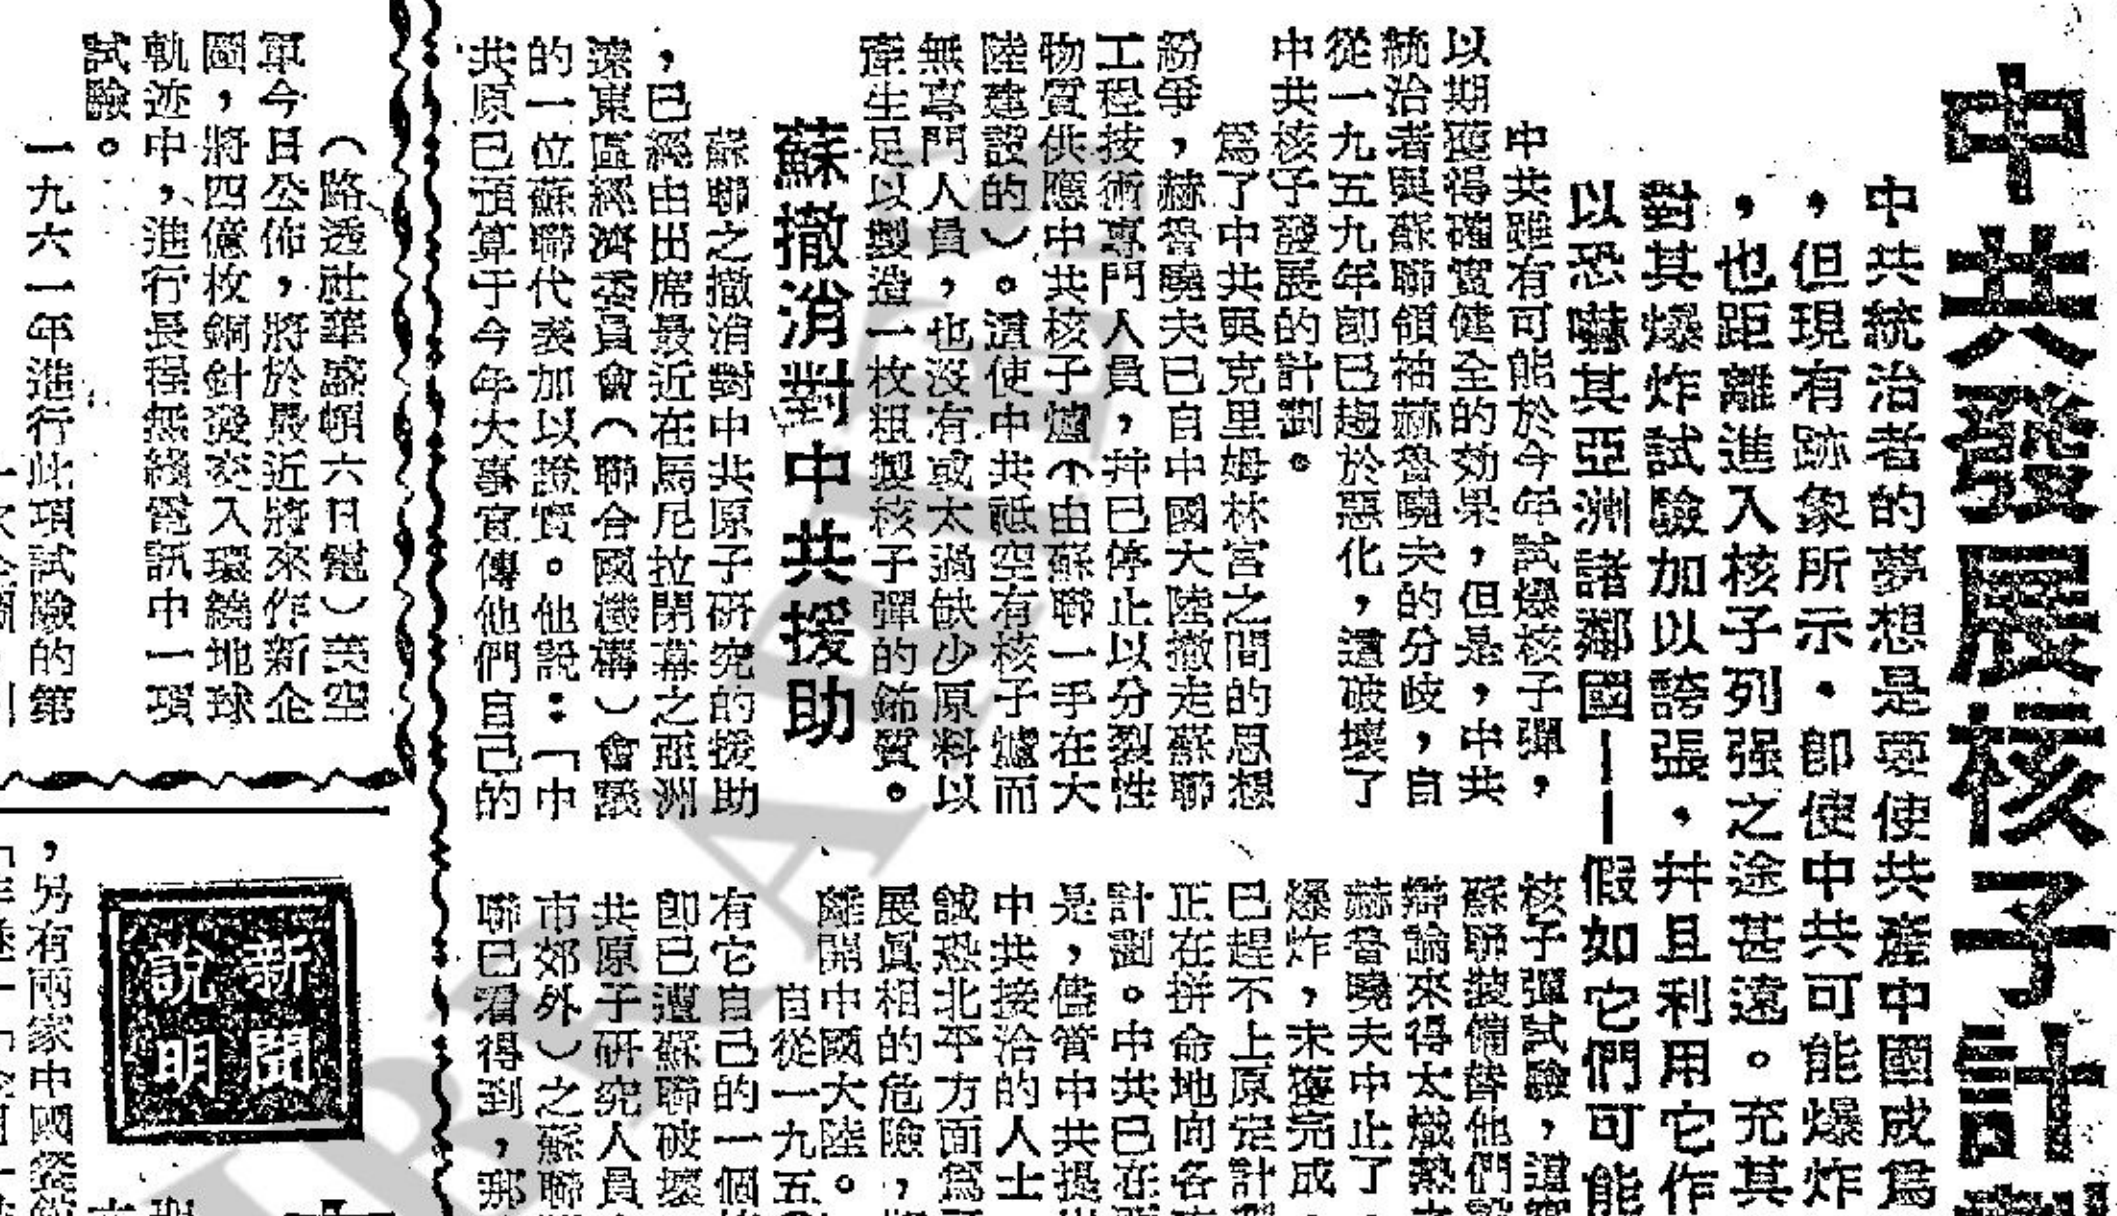 中共發展核子計
中共統治者的夢想是要使共產中國成爲
，但現有跡象所示，卽使中共可能爆炸
，也距離進入核子列强之途甚遠。充其
對其爆炸試驗加以誇張，幷且利用它作
以恐嚇其亞洲諸鄰國——假如它們可能
中共雖有可能於今年試爆核子彈，
以期獲得確實健全的効果，但是，中共
統治者與蘇聯領袖赫魯曉夫的分歧，自
從一九五九年卽已趨於惡化，這破壞了
中共核子發展的計劃。
爲了中共與克里姆林宮之間的思想
紛爭，赫魯曉夫已自中國大陸撤走蘇聯
工程技術專門人員，幷已停止以分裂性
物質供應中共核子爐（由蘇聯一手在大
陸建設的）。這使中共祗空有核子爐而
無專門人員，也沒有或太過缺少原料以
產生足以製造一枚粗製核子彈的鈽質。
蘇撤消對中共援助
蘇聯之撤消對中共原子研究的援助
，已經由出席最近在馬尼拉閉幕之亞洲
遠東區經濟委員會（聯合國機構）會議
的一位蘇聯代表加以證實。他說：「中
共原已預算于今年大事宣傳他們自己的
核子彈試驗，這
蘇聯裝備替他們
辯論來得太熾熱
赫魯曉夫中止了
爆炸，未獲完成
已趕不上原定計
正在拼命地向各
計劃。中共已在
是，儘管中共提
中共接洽的人士
誠恐北平方面爲
展眞相的危險，
離開中國大陸。
自從一九五
有它自己的一個
卽已遭蘇聯破壞
共原子研究人員
市郊外）之蘇聯
聯已看得到，那
（路透社華盛頓六日電）美空
軍今日公佈，將於最近將來作新企
圖，將四億枚銅針發交入環繞地球
軌迹中，進行長程無綫電訊中一項
試驗。
一九六一年進行此項試驗的第
新聞
說明
，另有兩家中國